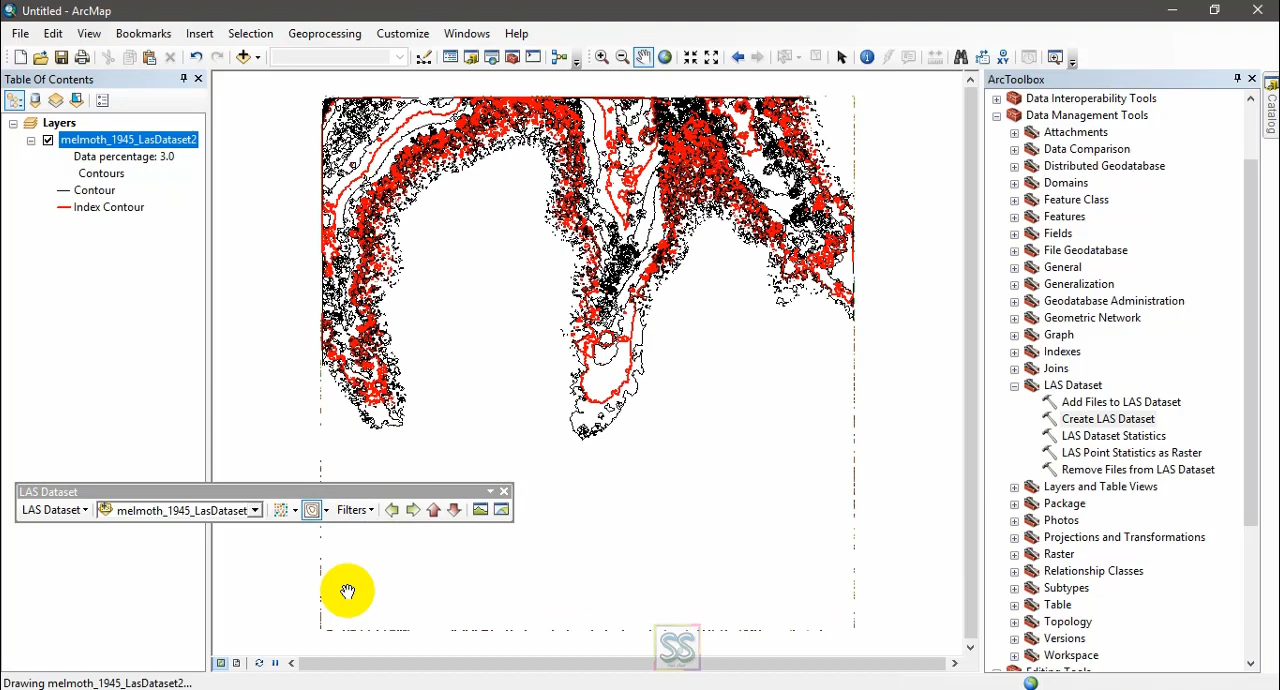 Untitled - ArcMap
File Edit View Bookmarks Insert Selection Geoprocessing Customize Windows Help
Table Of Contents
Layers
melmoth_1945_LasDataset2
Data percentage: 3.0
Contours
Contour
Index Contour
LAS Dataset
LAS Dataset melmoth_1945_LasDataset Filters
SS
Drawing melmoth_1945_LasDataset2...
ArcToolbox
Data Interoperability Tools
Data Management Tools
Attachments
Data Comparison
Distributed Geodatabase
Domains
Feature Class
Features
Fields
File Geodatabase
General
Generalization
Geodatabase Administration
Geometric Network
Graph
Indexes
Joins
LAS Dataset
Add Files to LAS Dataset
Create LAS Dataset
LAS Dataset Statistics
LAS Point Statistics as Raster
Remove Files from LAS Dataset
Layers and Table Views
Package
Photos
Projections and Transformations
Raster
Relationship Classes
Subtypes
Table
Topology
Versions
Workspace
Editing Tools
Catalog